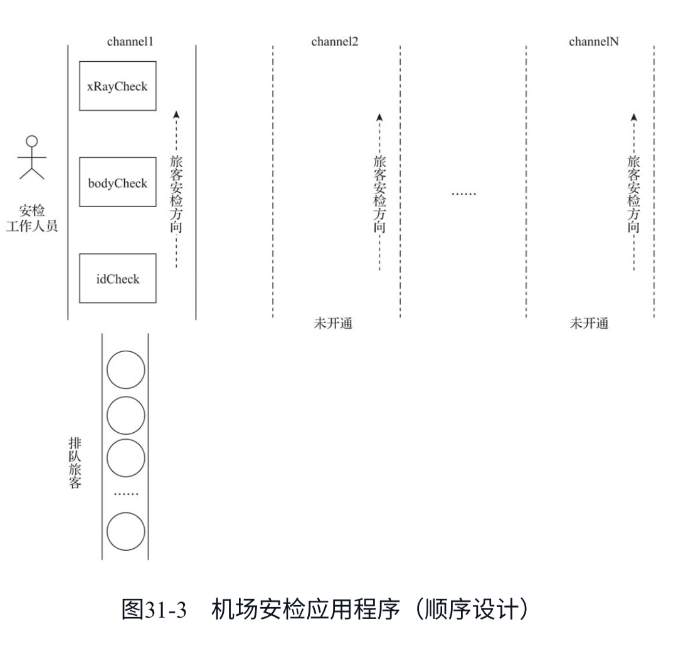 channel1
channel2
channelN
xRayCheck
bodyCheck
idCheck
旅客安检方向
旅客安检方向
旅客安检方向
……
安检
工作人员
未开通
未开通
排队旅客
……
图31-3 机场安检应用程序（顺序设计）